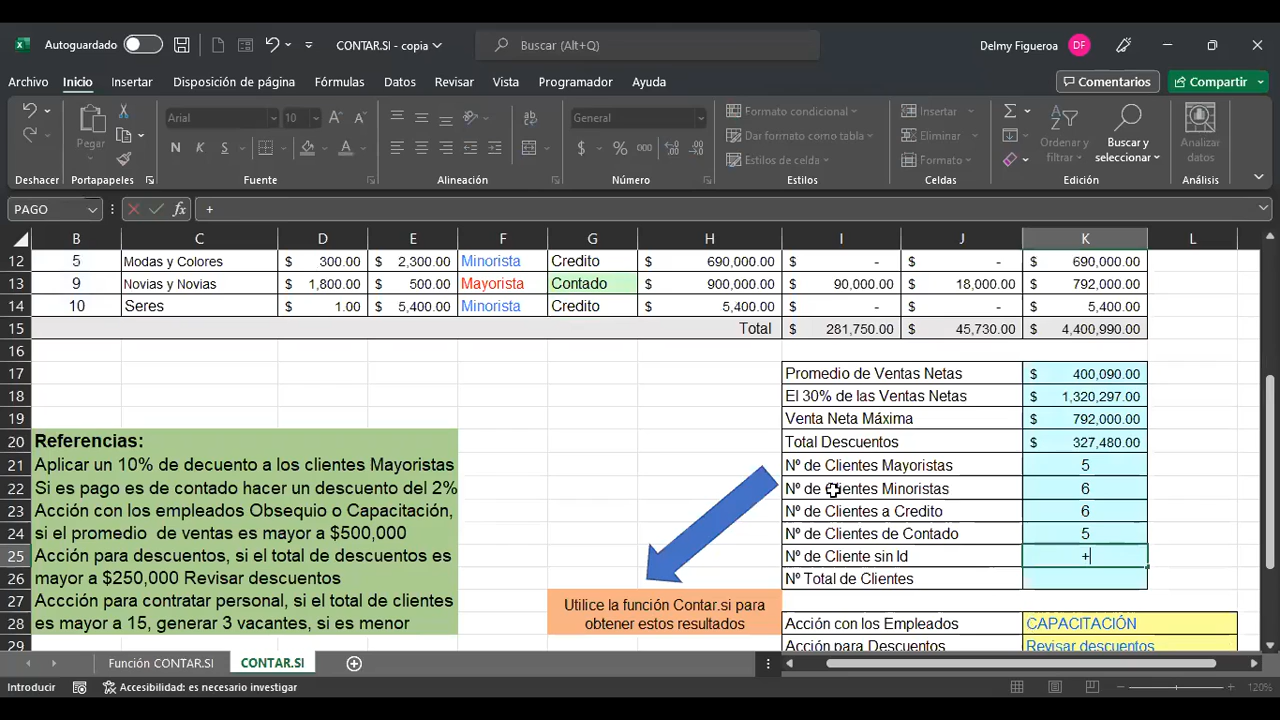 Autoguardado
CONTAR.SI - copia
Buscar (Alt+Q)
Delmy Figueroa
DF
Archivo Inicio Insertar Disposición de página Fórmulas Datos Revisar Vista Programador Ayuda
Comentarios
Compartir
Pegar
Arial 10
General
Formato condicional
Dar formato como tabla
Estilos de celda
Insertar
Eliminar
Formato
Ordenar y filtrar
Buscar y seleccionar
Analizar datos
N K S
$ % 000
Deshacer Portapapeles Fuente Alineación Número Estilos Celdas Edición Análisis
PAGO
fx +
B C D E F G H I J K L
12 5 Modas y Colores $ 300.00 $ 2,300.00 Minorista Credito $ 690,000.00 $ - $ - $ 690,000.00
13 9 Novias y Novias $ 1,800.00 $ 500.00 Mayorista Contado $ 900,000.00 $ 90,000.00 $ 18,000.00 $ 792,000.00
14 10 Seres $ 1.00 $ 5,400.00 Minorista Credito $ 5,400.00 $ - $ - $ 5,400.00
15 Total $ 281,750.00 $ 45,730.00 $ 4,400,990.00
16
17 Promedio de Ventas Netas $ 400,090.00
18 El 30% de las Ventas Netas $ 1,320,297.00
19 Venta Neta Máxima $ 792,000.00
20 Referencias: Total Descuentos $ 327,480.00
21 Aplicar un 10% de decuento a los clientes Mayoristas Nº de Clientes Mayoristas 5
22 Si es pago es de contado hacer un descuento del 2% Nº de Clientes Minoristas 6
23 Acción con los empleados Obsequio o Capacitación, Nº de Clientes a Credito 6
24 si el promedio de ventas es mayor a $500,000 Nº de Clientes de Contado 5
25 Acción para descuentos, si el total de descuentos es Nº de Cliente sin Id +
26 mayor a $250,000 Revisar descuentos Nº Total de Clientes
27 Accción para contratar personal, si el total de clientes Utilice la función Contar.si para
28 es mayor a 15, generar 3 vacantes, si es menor obtener estos resultados Acción con los Empleados CAPACITACIÓN
29 Acción para Descuentos Revisar descuentos
Función CONTAR.SI CONTAR.SI
Introducir
Accesibilidad: es necesario investigar
120%